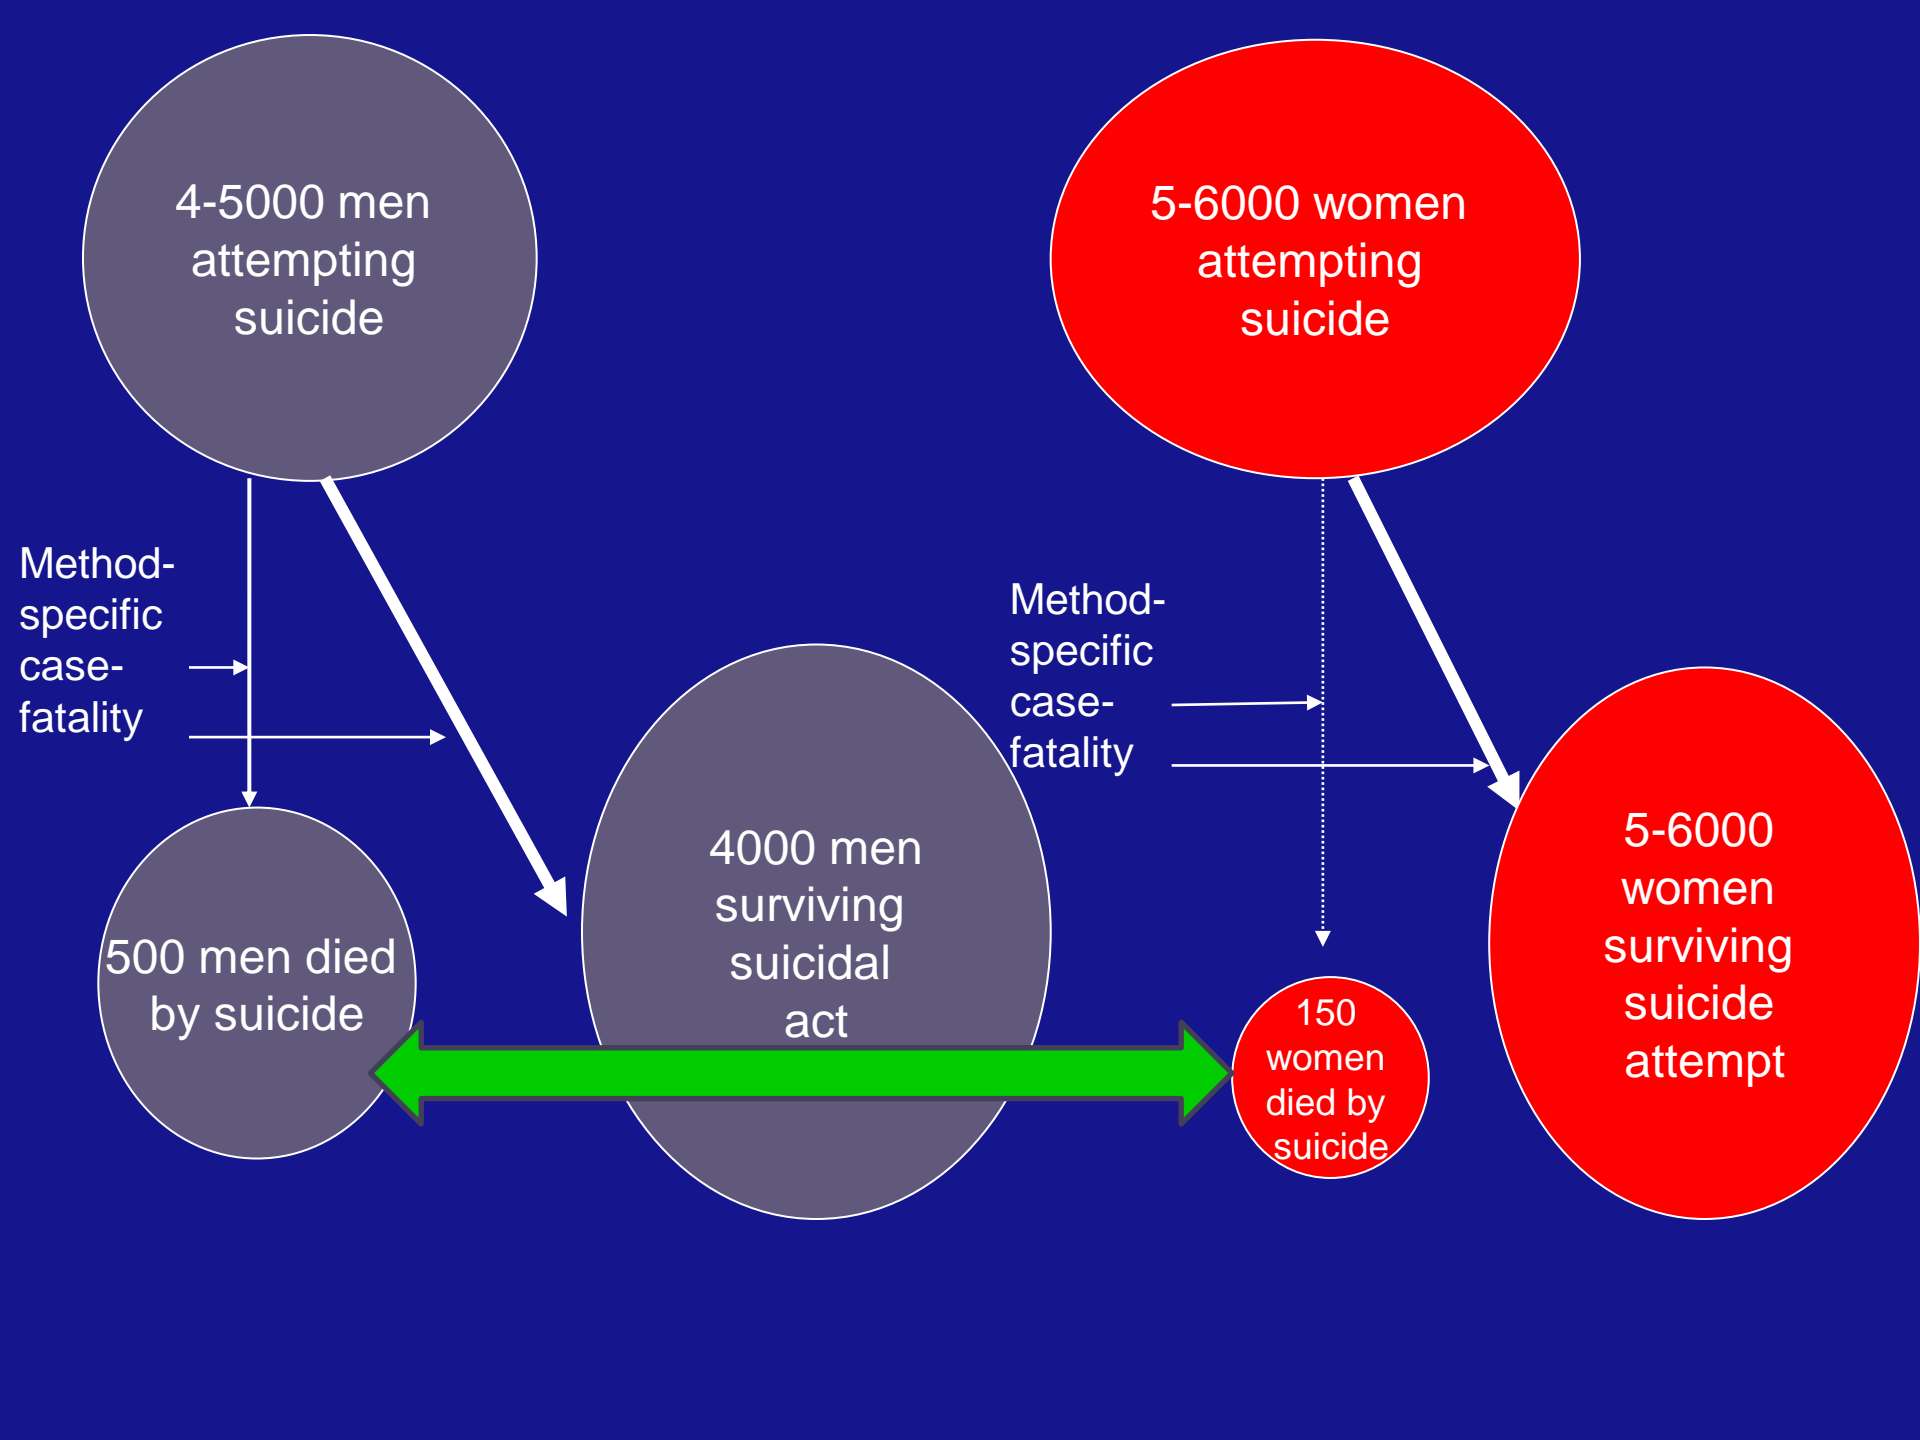 4-5000 men
attempting
suicide
5-6000 women
attempting
suicide
Method-
specific
case-
fatality
Method-
specific
case-
fatality
500 men died
by suicide
4000 men
surviving
suicidal
act
150
women
died by
suicide
5-6000
women
surviving
suicide
attempt